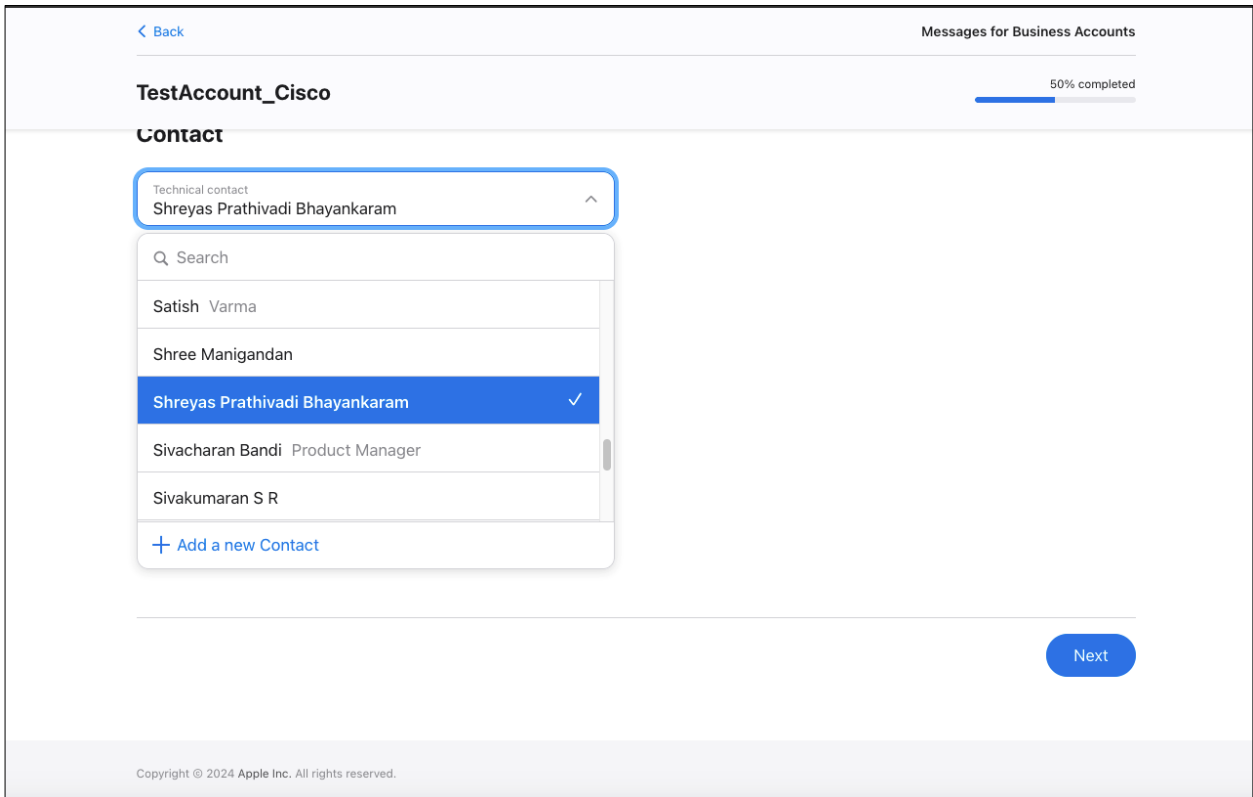 Back
Messages for Business Accounts
TestAccount_Cisco
50% completed
Contact
Technical contact
Shreyas Prathivadi Bhayankaram
Search
Satish Varma
Shree Manigandan
Shreyas Prathivadi Bhayankaram
Sivacharan Bandi Product Manager
Sivakumaran S R
Add a new Contact
Next
Copyright © 2024 Apple Inc. All rights reserved.